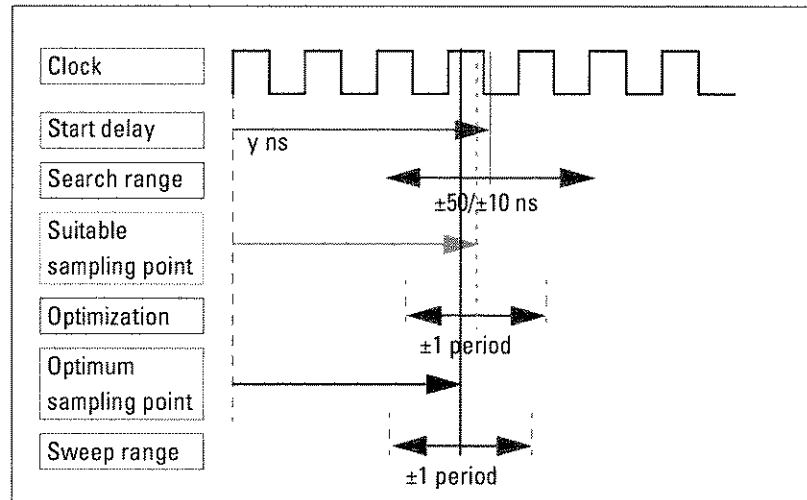 Clock
Start delay
y ns
Search range
±50/±10 ns
Suitable
sampling point
Optimization
±1 period
Optimum
sampling point
Sweep range
±1 period